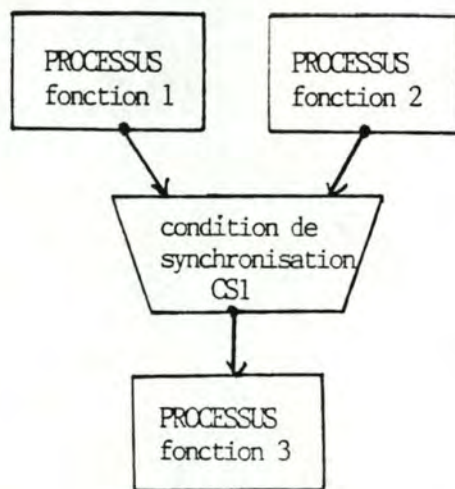 PROCESSUS
fonction 1
PROCESSUS
fonction 2
condition de
synchronisation
CS1
PROCESSUS
fonction 3